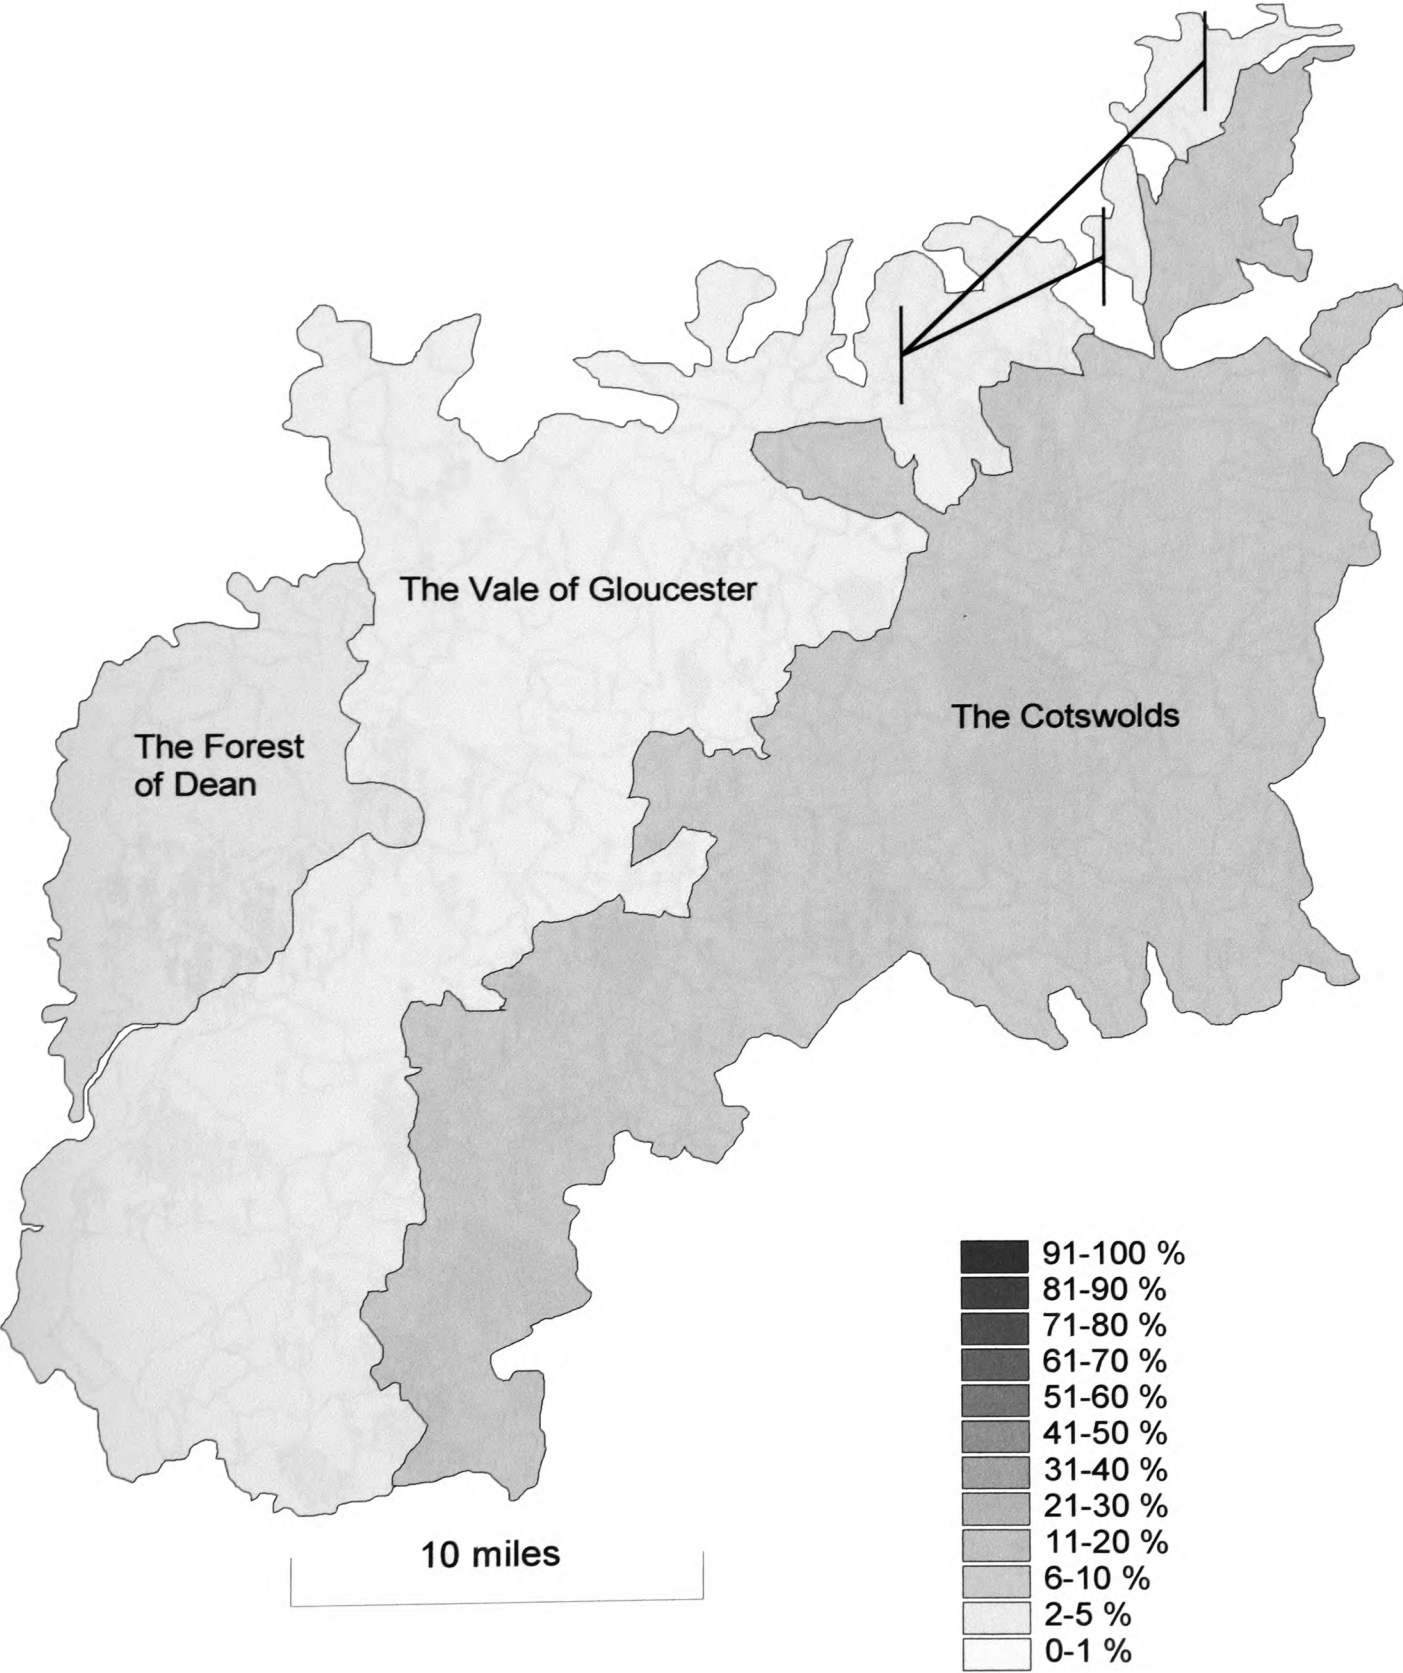 The Vale of Gloucester
The Cotswolds
The Forest
of Dean
91-100 %
81-90 %
71-80 %
61-70 %
51-60 %
41-50 %
31-40 %
21-30 %
11-20 %
6-10 %
2-5 %
0-1 %
10 miles